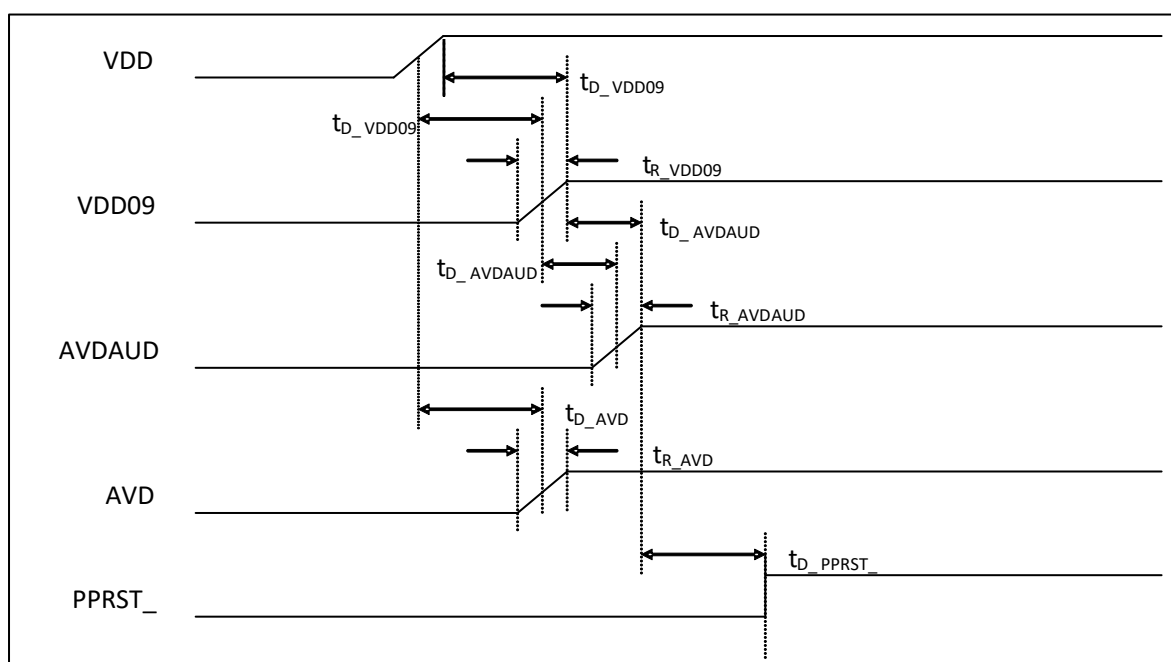 VDD
tD_VDD09
tD_VDD09
tR_VDD09
VDD09
tD_AVDAUD
tD_AVDAUD
tR_AVDAUD
AVDAUD
tD_AVD
tR_AVD
AVD
tD_PPRST_
PPRST_